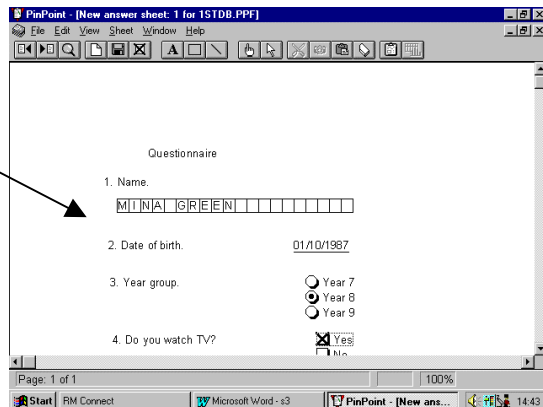 PinPoint - [New answer sheet: 1 for 1STDB.PPF]
File Edit View Sheet Window Help
A
Questionnaire
1. Name.
MINA GREEN
2. Date of birth. 01/10/1987
3. Year group. Year 7
Year 8
Year 9
4. Do you watch TV? Yes
No
Page: 1 of 1 100%
Start RM Connect Microsoft Word - s3 PinPoint - [New ans... 14:43